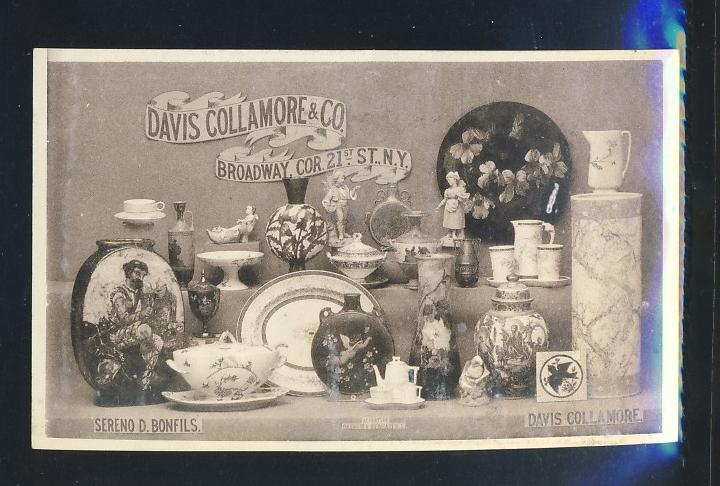 DAVIS COLLAMORE & CO.
BROADWAY. COR. 21ST ST., N.Y.
SERENO D. BONFILS.
DAVIS COLLAMORE.